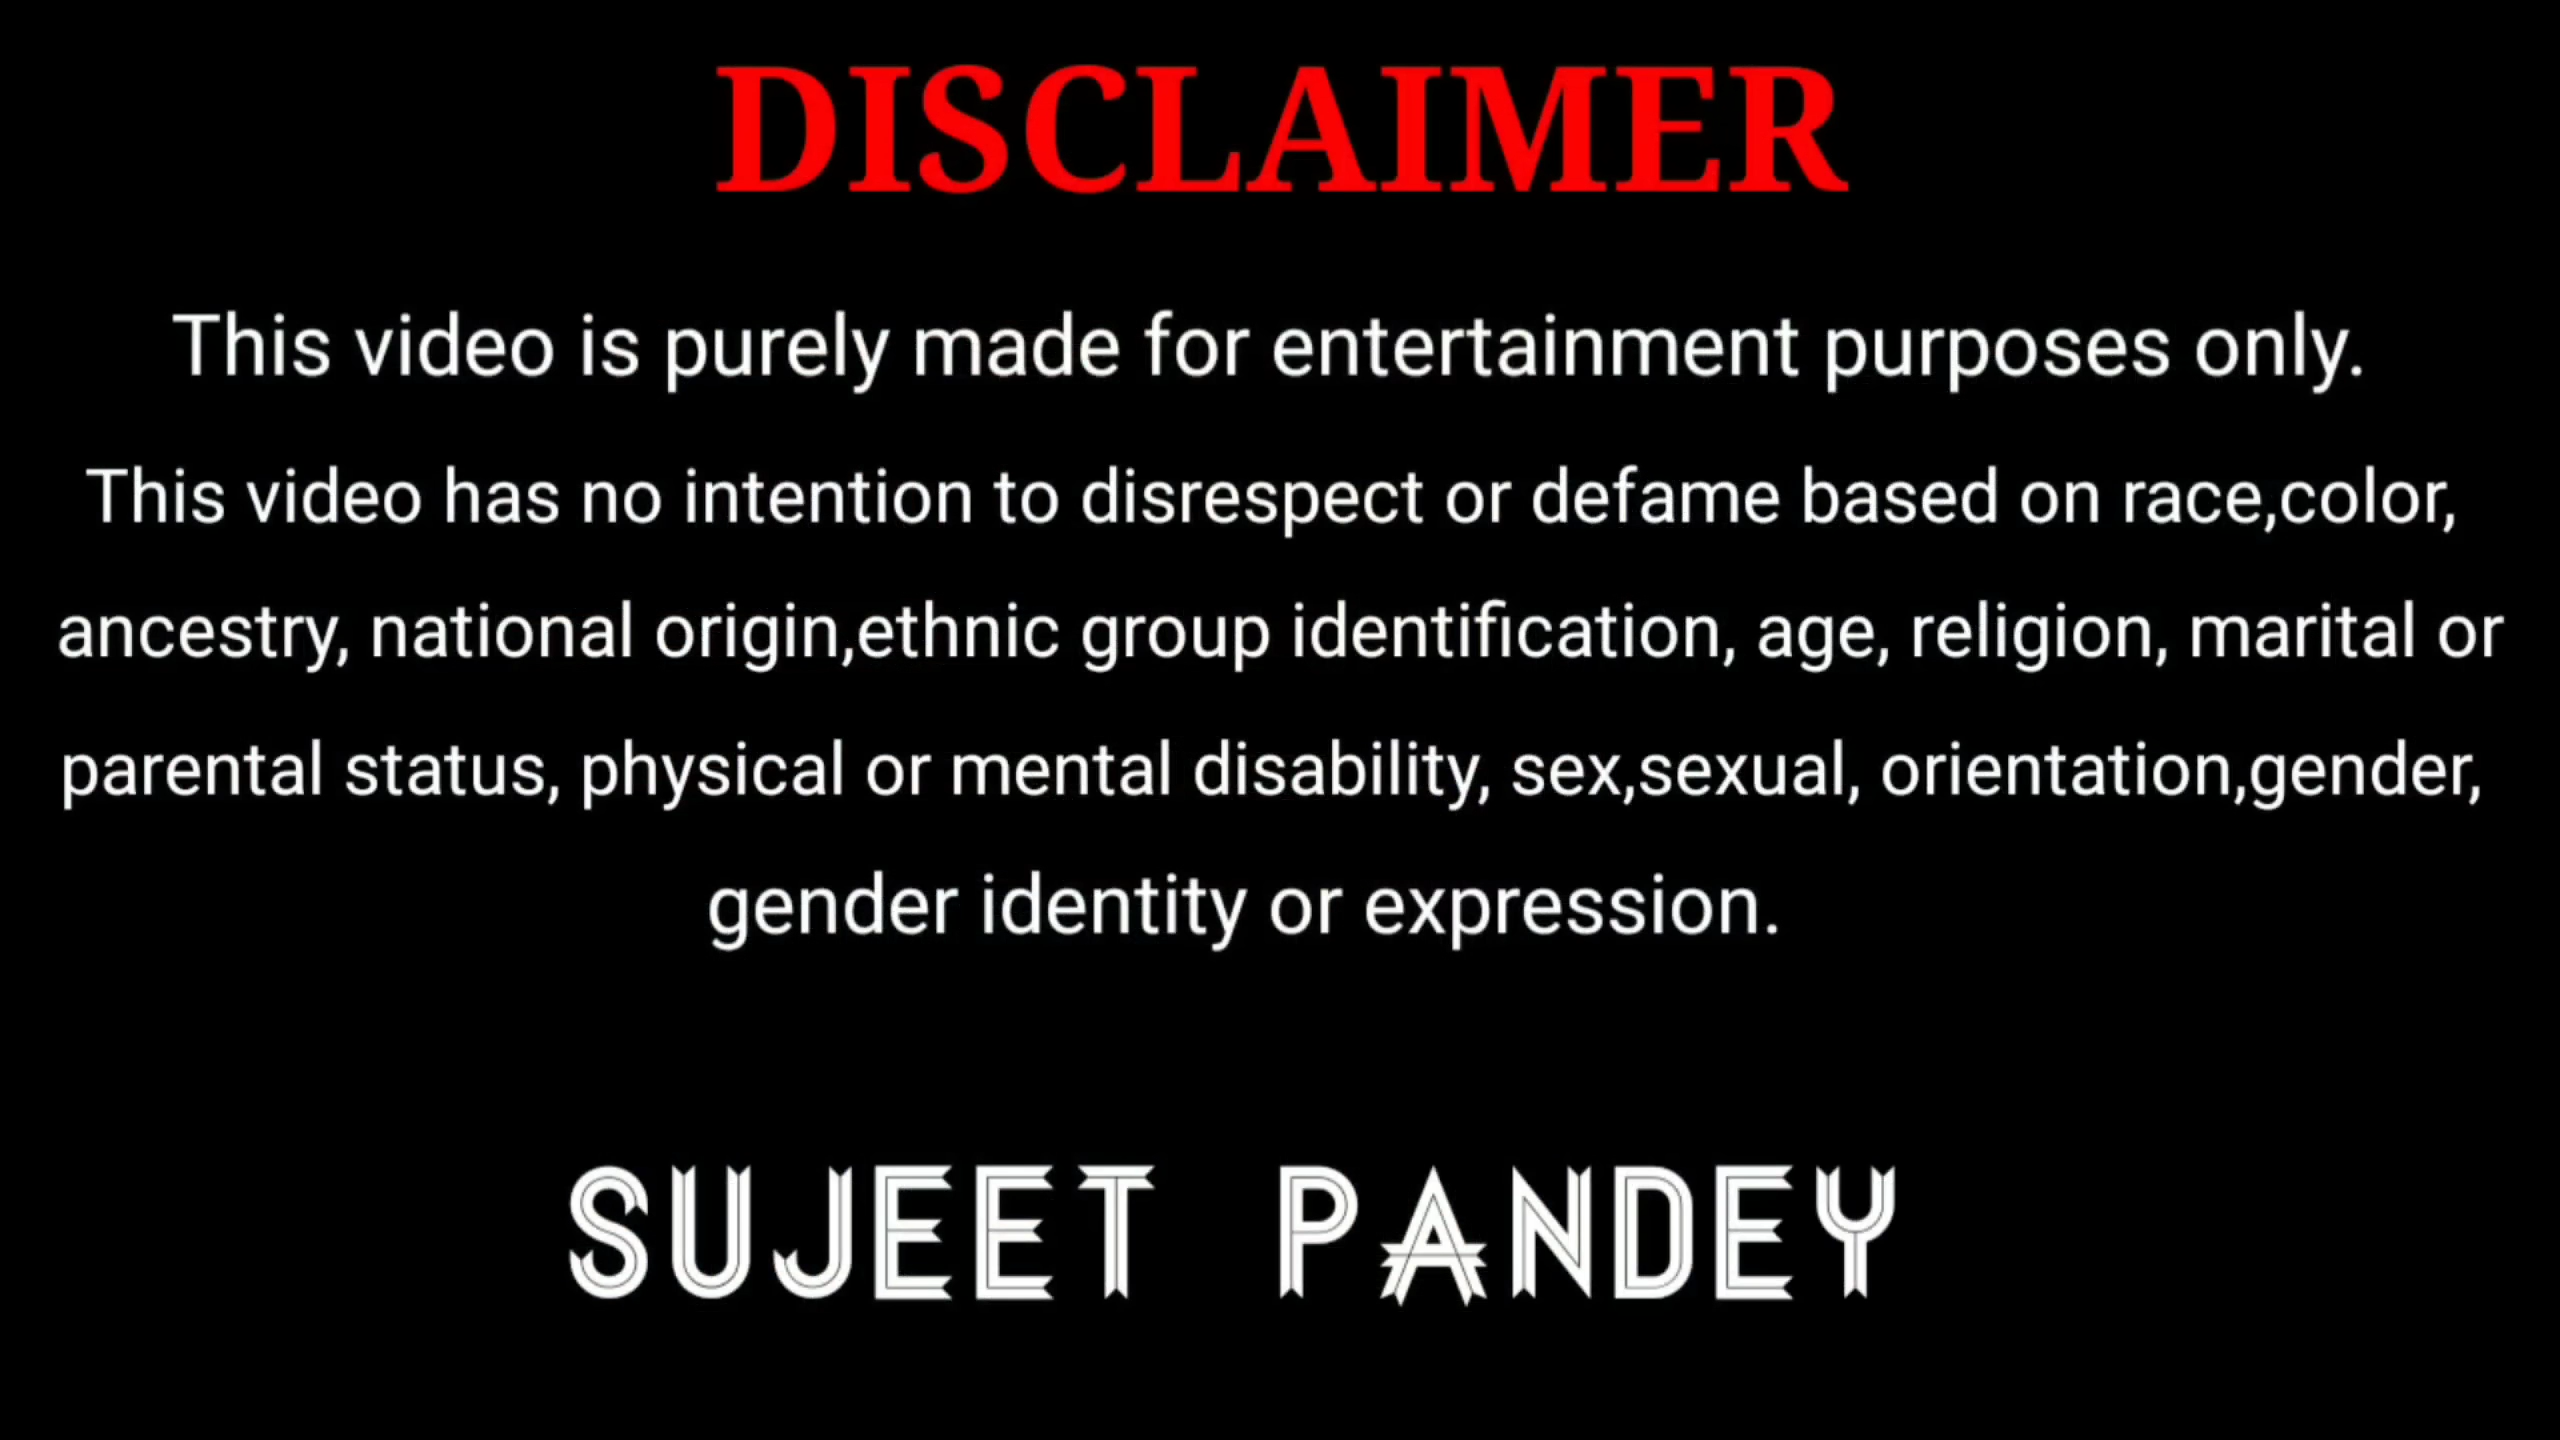 DISCLAIMER
This video is purely made for entertainment purposes only.
This video has no intention to disrespect or defame based on race,color,
ancestry, national origin,ethnic group identification, age, religion, marital or
parental status, physical or mental disability, sex,sexual, orientation,gender,
gender identity or expression.
SUJEET PANDEY